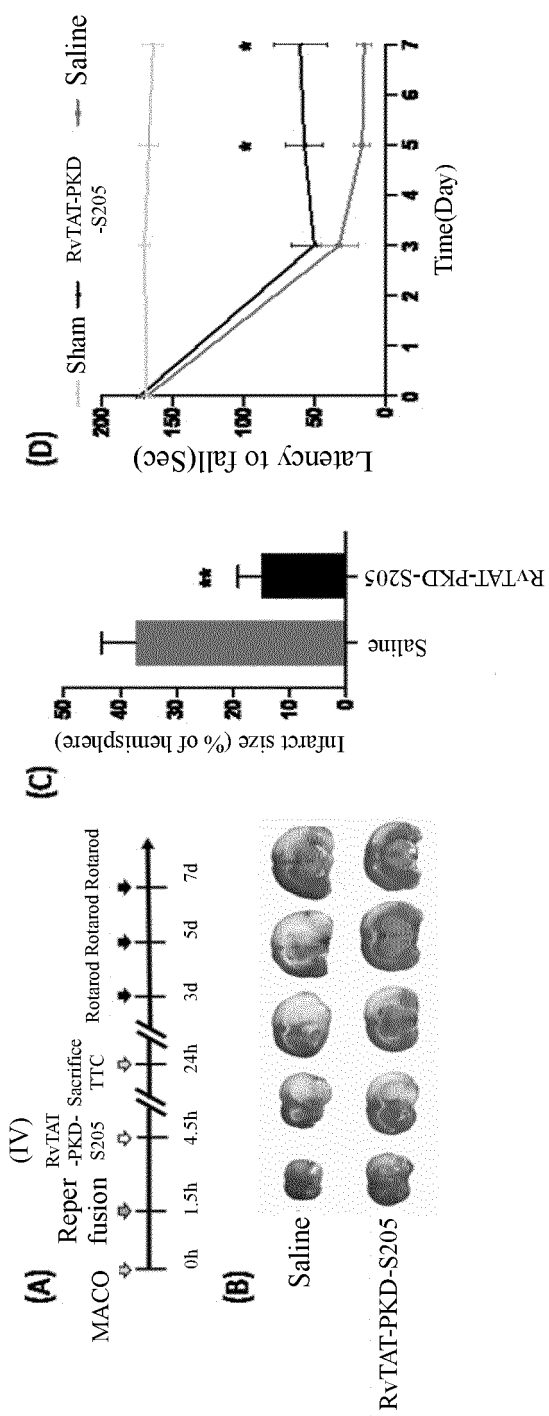 (A)
(IV)
MACO
Reper
fusion
RvTAT
-PKD-
S205
Sacrifice
TTC
Rotarod Rotarod Rotarod
0h 1.5h 4.5h 24h 3d 5d 7d
(B)
Saline
RvTAT-PKD-S205
(C)
Infarct size (% of hemisphere)
50
40
30
20
10
0
**
Saline
RvTAT-PKD-S205
(D)
Sham
RvTAT-PKD
-S205
Saline
Latency to fall(Sec)
200
150
100
50
0
* *
0 1 2 3 5 6 7
Time(Day)